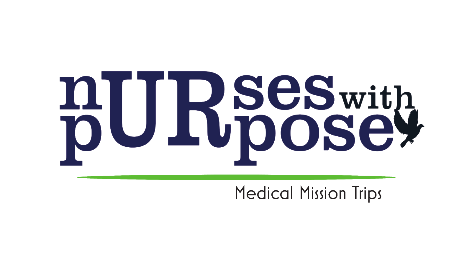 nURses with
pURpose
Medical Mission Trips